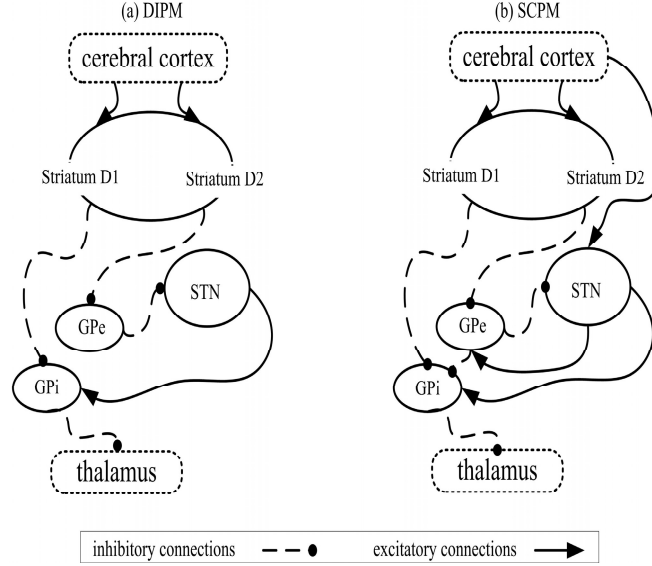 (a) DIPM
cerebral cortex
Striatum D1
Striatum D2
STN
GPe
GPi
thalamus
(b) SCPM
cerebral cortex
Striatum D1
Striatum D2
STN
GPe
GPi
thalamus
inhibitory connections
excitatory connections